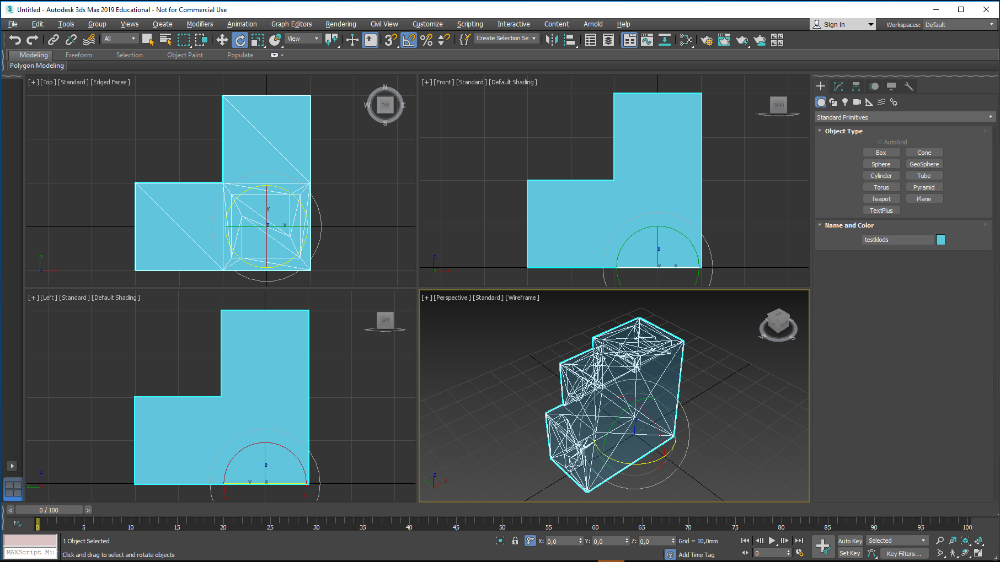 Untitled - Autodesk 3ds Max 2019 Educational - Not for Commercial Use
File Edit Tools Group Views Create Modifiers Animation Graph Editors Rendering Civil View Customize Scripting Interactive Content Arnold Help
Sign In Workspaces: Default
All View Create Selection Se
Modeling Freeform Selection Object Paint Populate
Polygon Modeling
[+] [Top] [Standard] [Edged Faces]
N
W TOP E
S
y
z x
y
z
[+] [Front] [Standard] [Default Shading]
FRONT
z
z
y x
y
[+] [Left] [Standard] [Default Shading]
LEFT
z
y x
z
y
[+] [Perspective] [Standard] [Wireframe]
W S
z
z
y x
Standard Primitives
Object Type
AutoGrid
Box Cone
Sphere GeoSphere
Cylinder Tube
Torus Pyramid
Teapot Plane
TextPlus
Name and Color
testklods
< 0 / 100 >
0 5 10 15 20 25 30 35 40 45 50 55 60 65 70 75 80 85 90 95 100
1 Object Selected X: 0,0 Y: 0,0 Z: 0,0 Grid = 10,0mm Auto Key Selected
MAXScript Mi Click and drag to select and rotate objects Add Time Tag 0 Set Key Key Filters...